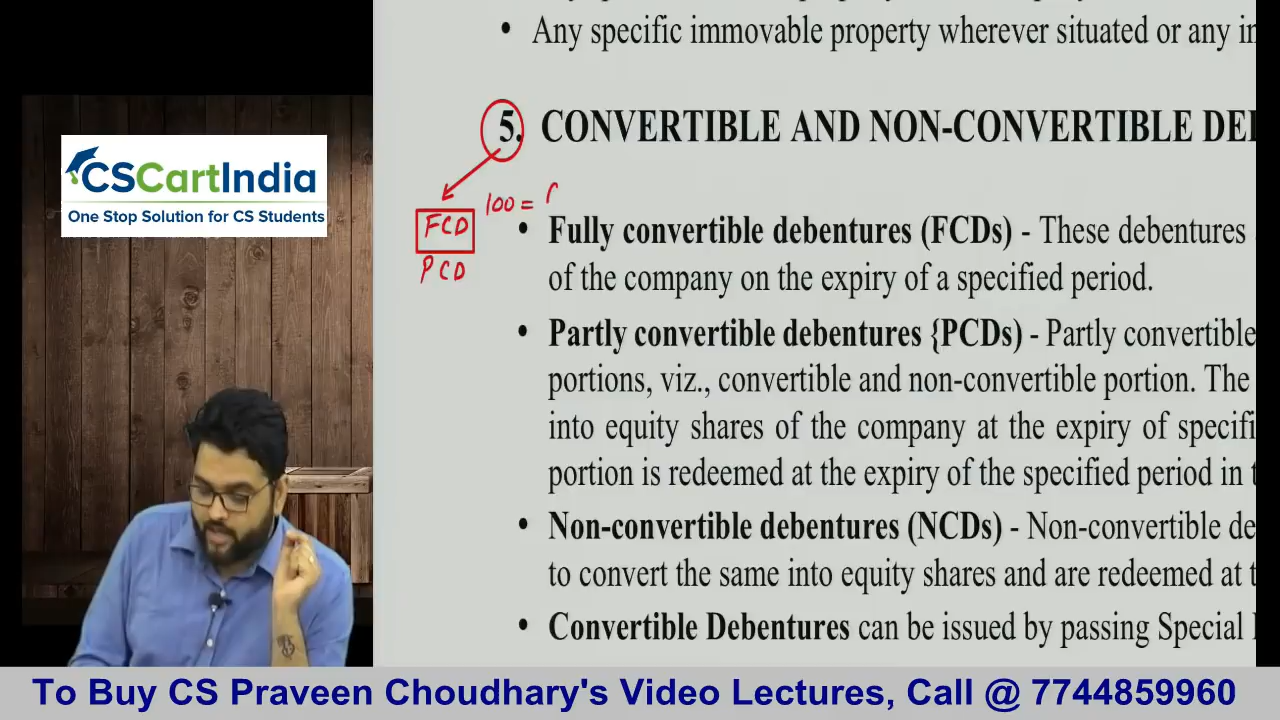 Any specific immovable property wherever situated or any in
5. CONVERTIBLE AND NON-CONVERTIBLE DE
CSCartIndia
One Stop Solution for CS Students
100 =
FCD
PCD
Fully convertible debentures (FCDs) - These debentures
of the company on the expiry of a specified period.
Partly convertible debentures {PCDs) - Partly convertible
portions, viz., convertible and non-convertible portion. The
into equity shares of the company at the expiry of specifi
portion is redeemed at the expiry of the specified period in t
Non-convertible debentures (NCDs) - Non-convertible de
to convert the same into equity shares and are redeemed at t
Convertible Debentures can be issued by passing Special
To Buy CS Praveen Choudhary's Video Lectures, Call @ 7744859960